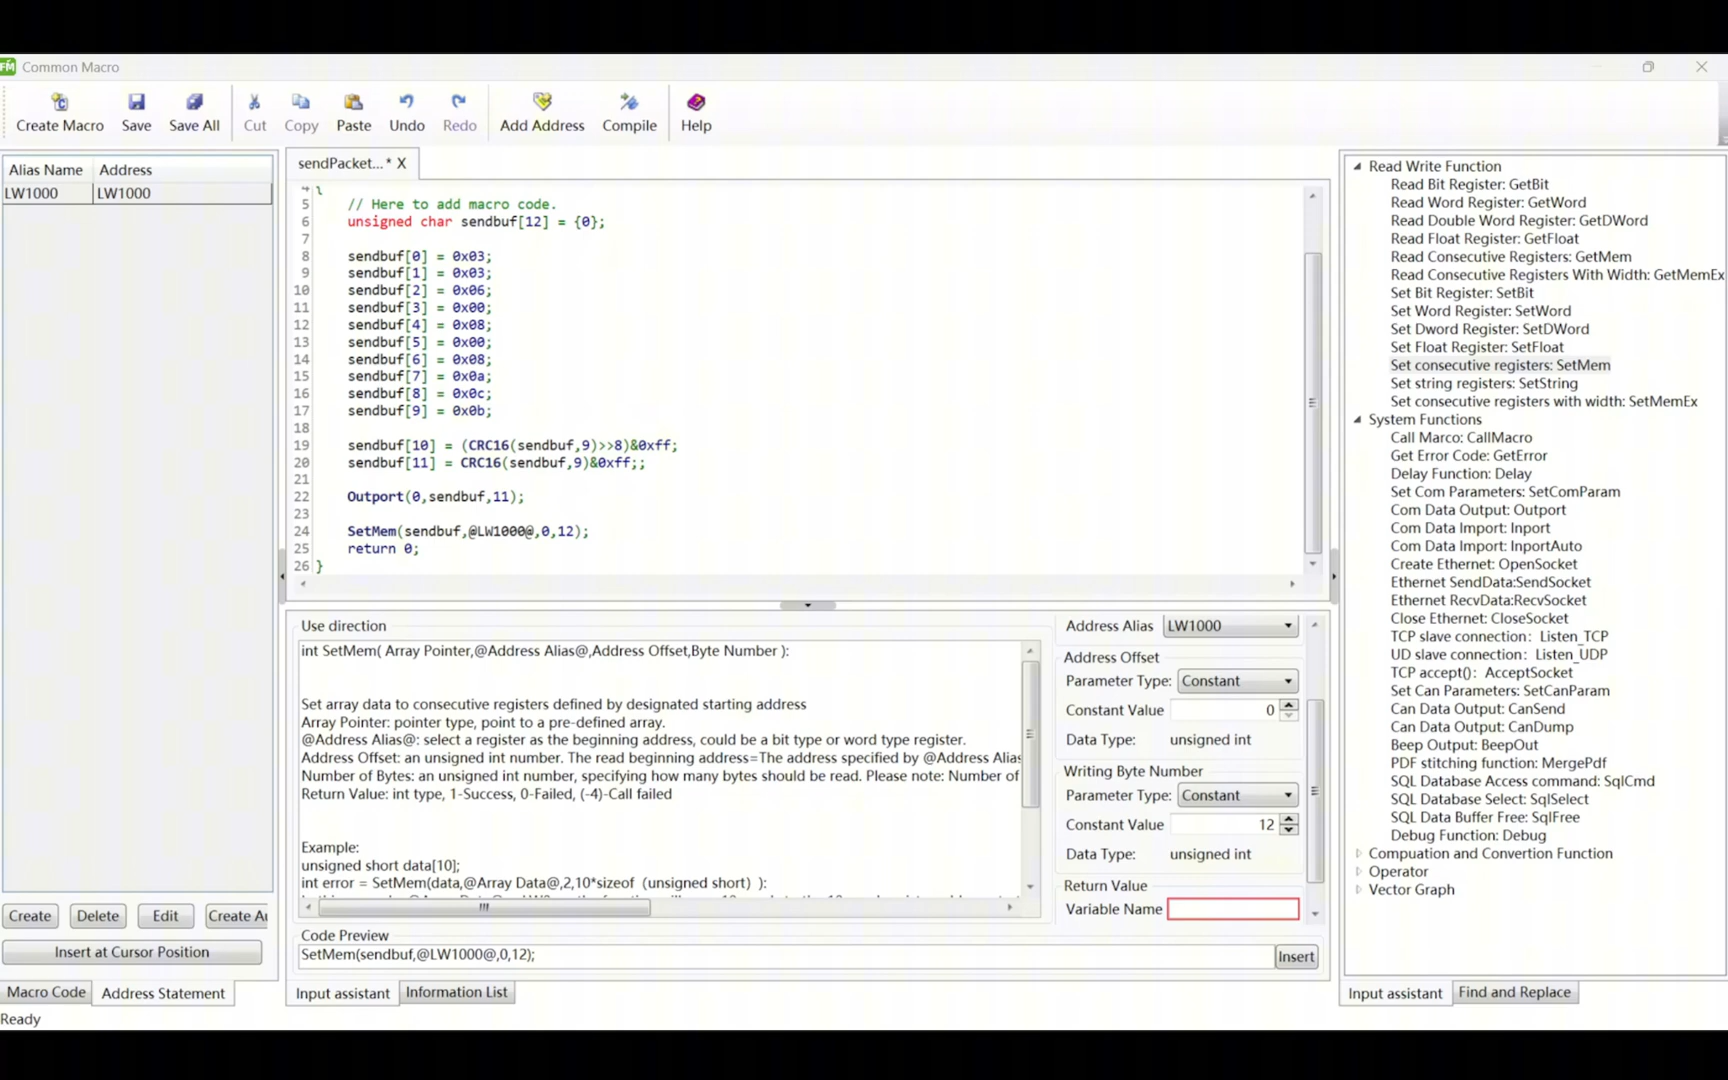 FM Common Macro
Create Macro Save Save All Cut Copy Paste Undo Redo Add Address Compile Help
Alias Name Address
LW1000 LW1000
Create Delete Edit Create Au
Insert at Cursor Position
Macro Code Address Statement
Ready
sendPacket... * X
4 {
5 // Here to add macro code.
6 unsigned char sendbuf[12] = {0};
7
8 sendbuf[0] = 0x03;
9 sendbuf[1] = 0x03;
10 sendbuf[2] = 0x06;
11 sendbuf[3] = 0x00;
12 sendbuf[4] = 0x08;
13 sendbuf[5] = 0x00;
14 sendbuf[6] = 0x08;
15 sendbuf[7] = 0x0a;
16 sendbuf[8] = 0x0c;
17 sendbuf[9] = 0x0b;
18
19 sendbuf[10] = (CRC16(sendbuf,9)>>8)&0xff;
20 sendbuf[11] = CRC16(sendbuf,9)&0xff;;
21
22 Outport(0,sendbuf,11);
23
24 SetMem(sendbuf,@LW1000@,0,12);
25 return 0;
26 }
Use direction
int SetMem( Array Pointer,@Address Alias@,Address Offset,Byte Number ):
Set array data to consecutive registers defined by designated starting address
Array Pointer: pointer type, point to a pre-defined array.
@Address Alias@: select a register as the beginning address, could be a bit type or word type register.
Address Offset: an unsigned int number. The read beginning address=The address specified by @Address Alias
Number of Bytes: an unsigned int number, specifying how many bytes should be read. Please note: Number of
Return Value: int type, 1-Success, 0-Failed, (-4)-Call failed
Example:
unsigned short data[10];
int error = SetMem(data,@Array Data@,2,10*sizeof (unsigned short) ):
Address Alias LW1000
Address Offset
Parameter Type: Constant
Constant Value 0
Data Type: unsigned int
Writing Byte Number
Parameter Type: Constant
Constant Value 12
Data Type: unsigned int
Return Value
Variable Name
Code Preview
SetMem(sendbuf,@LW1000@,0,12);
Insert
Input assistant Information List
Read Write Function
Read Bit Register: GetBit
Read Word Register: GetWord
Read Double Word Register: GetDWord
Read Float Register: GetFloat
Read Consecutive Registers: GetMem
Read Consecutive Registers With Width: GetMemEx
Set Bit Register: SetBit
Set Word Register: SetWord
Set Dword Register: SetDWord
Set Float Register: SetFloat
Set consecutive registers: SetMem
Set string registers: SetString
Set consecutive registers with width: SetMemEx
System Functions
Call Marco: CallMacro
Get Error Code: GetError
Delay Function: Delay
Set Com Parameters: SetComParam
Com Data Output: Outport
Com Data Import: Inport
Com Data Import: InportAuto
Create Ethernet: OpenSocket
Ethernet SendData:SendSocket
Ethernet RecvData:RecvSocket
Close Ethernet: CloseSocket
TCP slave connection：Listen_TCP
UD slave connection：Listen_UDP
TCP accept()：AcceptSocket
Set Can Parameters: SetCanParam
Can Data Output: CanSend
Can Data Output: CanDump
Beep Output: BeepOut
PDF stitching function: MergePdf
SQL Database Access command: SqlCmd
SQL Database Select: SqlSelect
SQL Data Buffer Free: SqlFree
Debug Function: Debug
Compuation and Convertion Function
Operator
Vector Graph
Input assistant Find and Replace